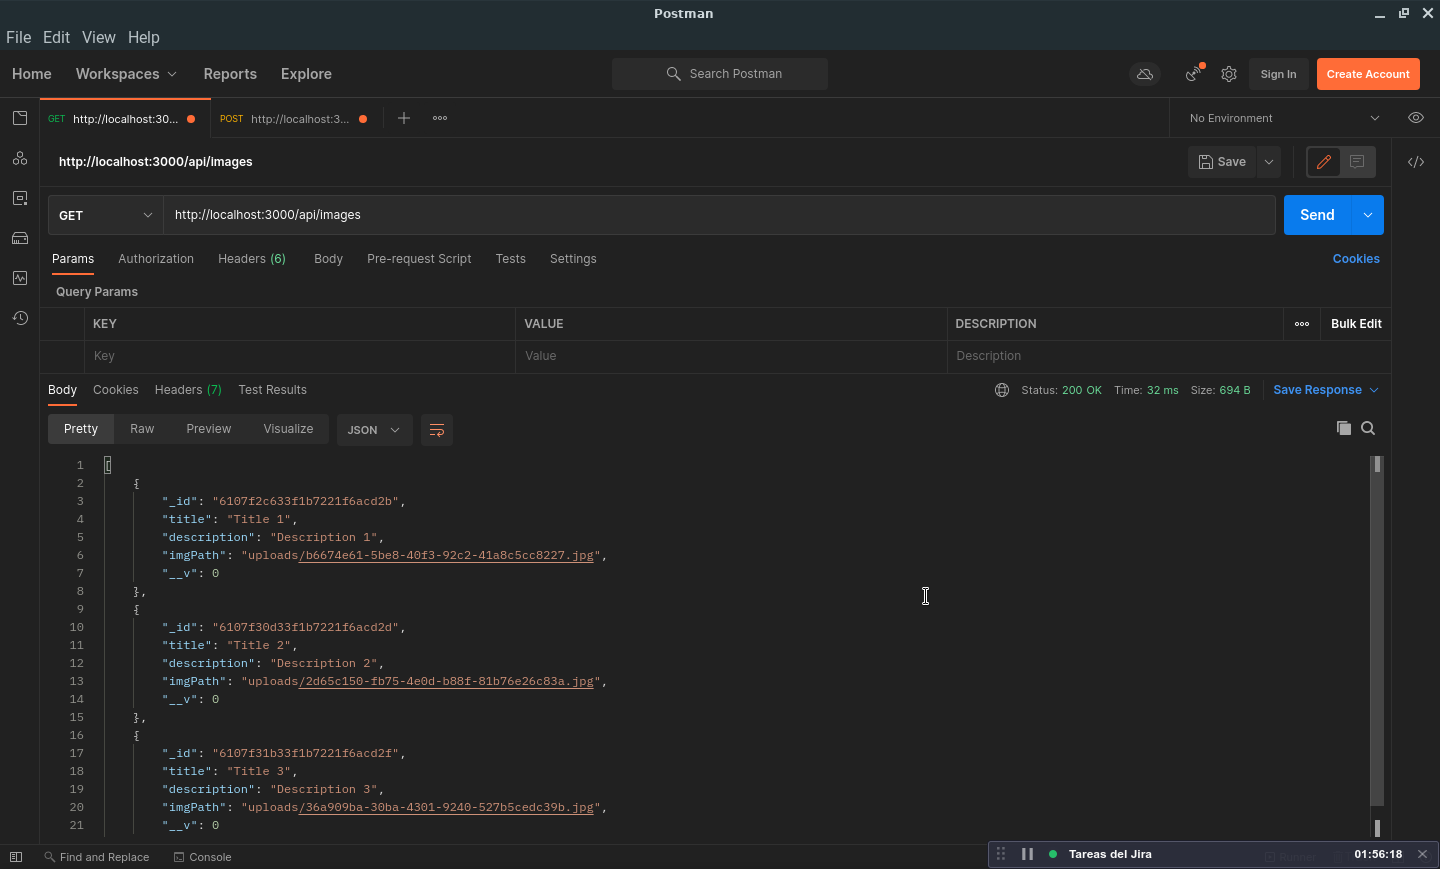 Postman
File Edit View Help
Home Workspaces Reports Explore Search Postman Sign In Create Account
GET http://localhost:30... POST http://localhost:3... No Environment
http://localhost:3000/api/images Save
GET http://localhost:3000/api/images Send
Params Authorization Headers (6) Body Pre-request Script Tests Settings Cookies
Query Params
KEY VALUE DESCRIPTION Bulk Edit
Key Value Description
Body Cookies Headers (7) Test Results Status: 200 OK Time: 32 ms Size: 694 B Save Response
Pretty Raw Preview Visualize JSON
1 [
2 {
3 "_id": "6107f2c633f1b7221f6acd2b",
4 "title": "Title 1",
5 "description": "Description 1",
6 "imgPath": "uploads/b6674e61-5be8-40f3-92c2-41a8c5cc8227.jpg",
7 "__v": 0
8 },
9 {
10 "_id": "6107f30d33f1b7221f6acd2d",
11 "title": "Title 2",
12 "description": "Description 2",
13 "imgPath": "uploads/2d65c150-fb75-4e0d-b88f-81b76e26c83a.jpg",
14 "__v": 0
15 },
16 {
17 "_id": "6107f31b33f1b7221f6acd2f",
18 "title": "Title 3",
19 "description": "Description 3",
20 "imgPath": "uploads/36a909ba-30ba-4301-9240-527b5cedc39b.jpg",
21 "__v": 0
Find and Replace Console Tareas del Jira 01:56:18